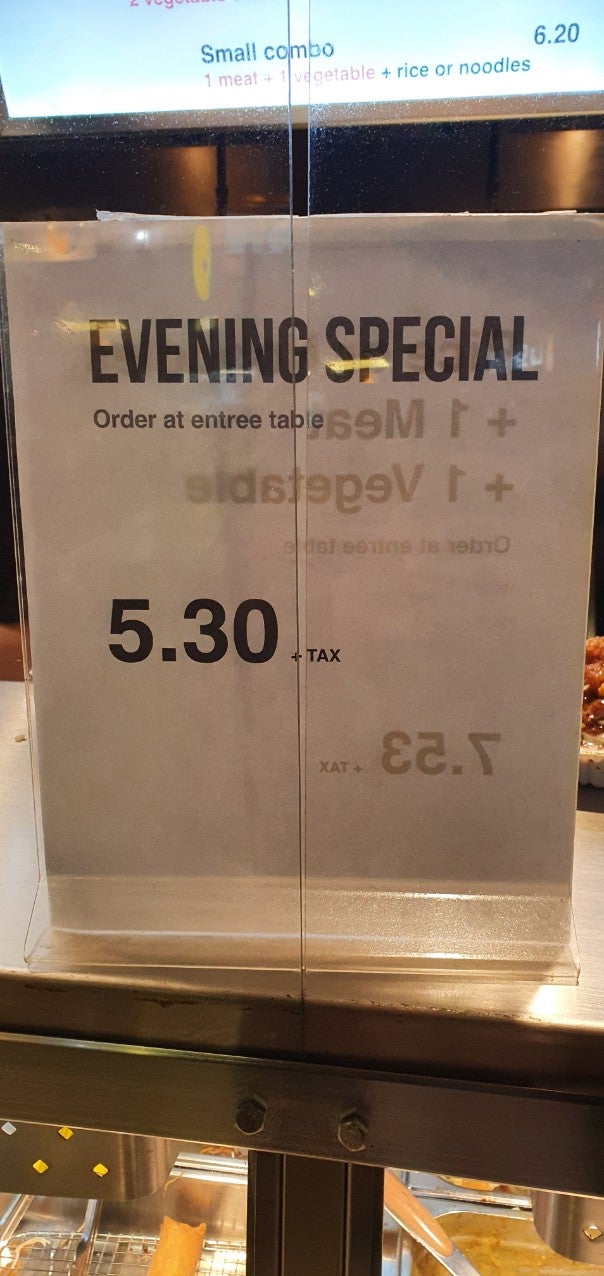 Small combo 6.20
1 meat + 1 vegetable + rice or noodles
EVENING SPECIAL
Order at entree table
+ 1 Meat
+ 1 Vegetable
Order at entree table
5.30 + TAX
7.53 + TAX